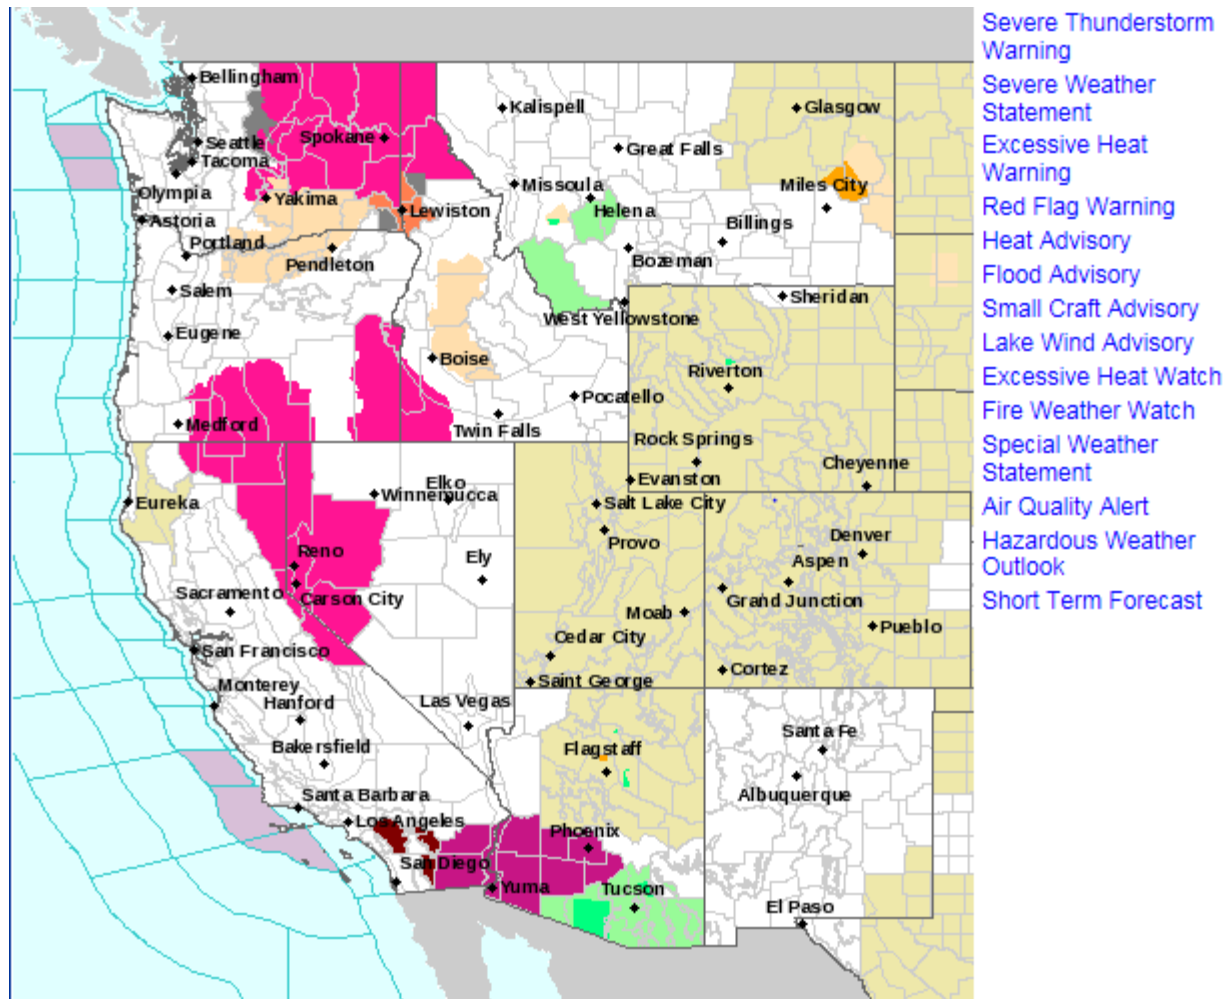 Bellingham
Seattle
Tacoma
Olympia
Astoria
Portland
Salem
Eugene
Medford
Spokane
Yakima
Lewiston
Pendleton
Kalispell
Great Falls
Missoula
Helena
Glasgow
Miles City
Billings
Bozeman
West Yellowstone
Sheridan
Boise
Pocatello
Twin Falls
Riverton
Rock Springs
Evanston
Cheyenne
Eureka
Elko
Winnemucca
Salt Lake City
Provo
Denver
Aspen
Reno
Ely
Sacramento
Carson City
Moab
Grand Junction
Pueblo
Cedar City
San Francisco
Cortez
Saint George
Monterey
Hanford
Las Vegas
Bakersfield
Flagstaff
Santa Fe
Albuquerque
Santa Barbara
Los Angeles
Phoenix
San Diego
Yuma
Tucson
El Paso
Severe Thunderstorm
Warning
Severe Weather
Statement
Excessive Heat
Warning
Red Flag Warning
Heat Advisory
Flood Advisory
Small Craft Advisory
Lake Wind Advisory
Excessive Heat Watch
Fire Weather Watch
Special Weather
Statement
Air Quality Alert
Hazardous Weather
Outlook
Short Term Forecast